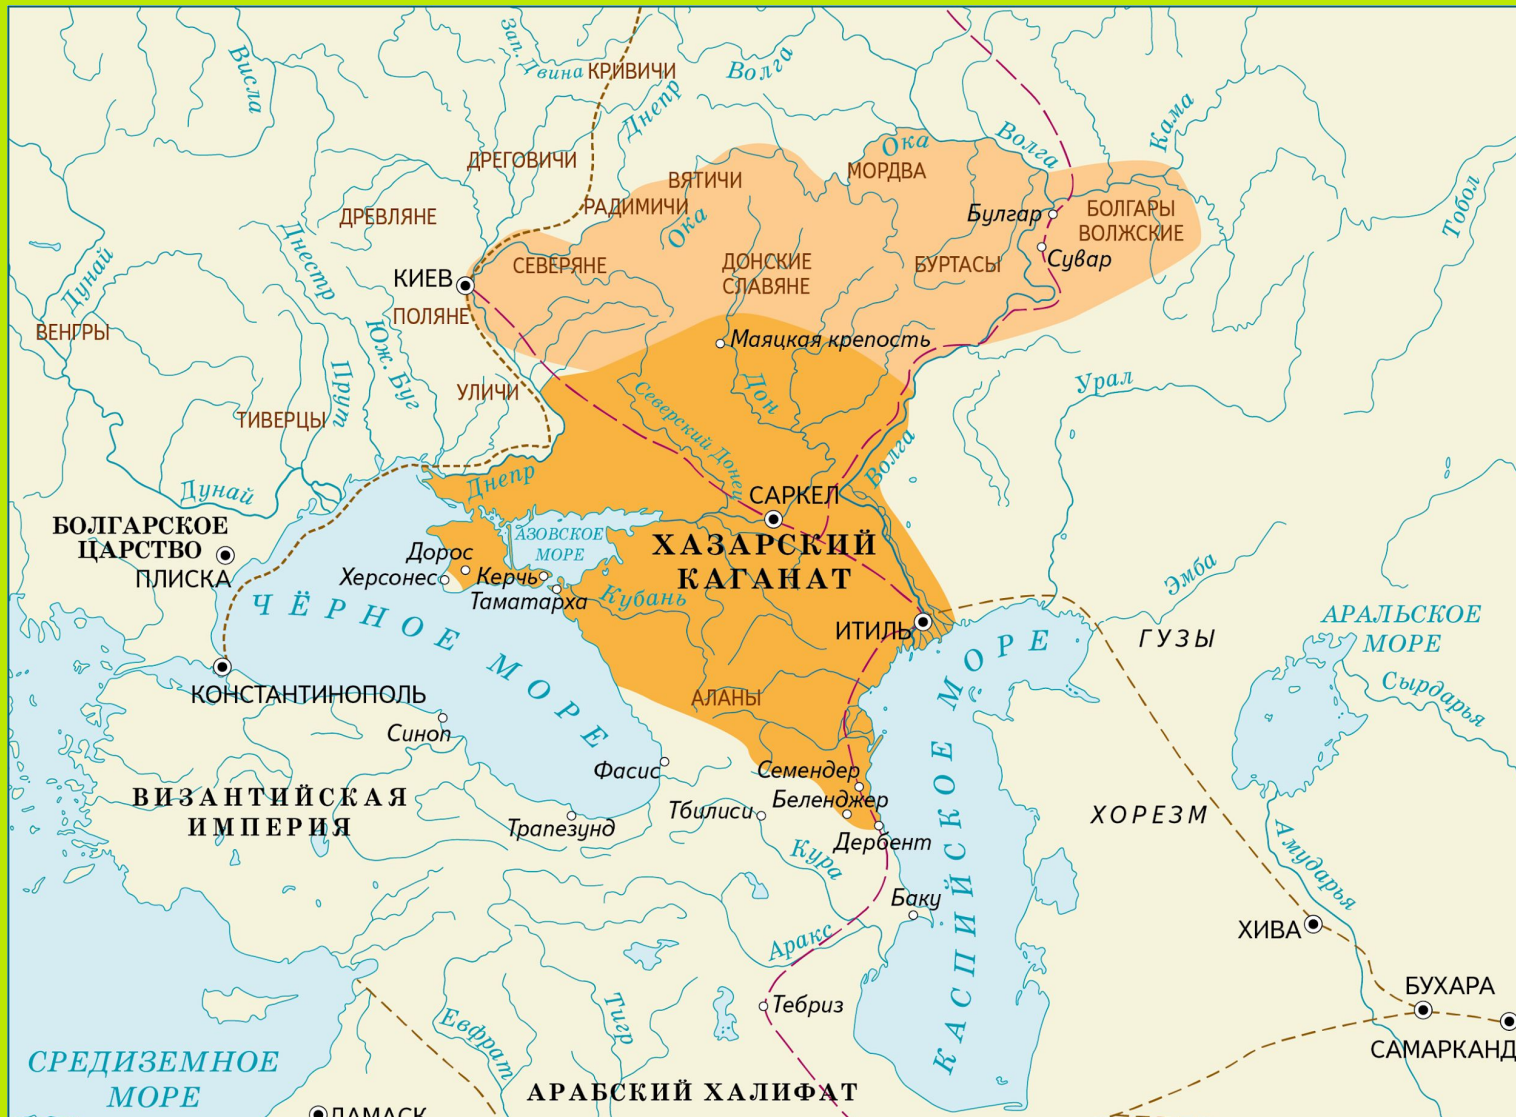 Висла
Зап. Двина
КРИВИЧИ
Волга
Днепр
Кама
ДРЕГОВИЧИ
Ока
Волга
МОРДВА
ВЯТИЧИ
РАДИМИЧИ
ДРЕВЛЯНЕ
Ока
Булгар
БОЛГАРЫ
ВОЛЖСКИЕ
Тобол
Сувар
Днестр
Дунай
СЕВЕРЯНЕ
ДОНСКИЕ
СЛАВЯНЕ
БУРТАСЫ
КИЕВ
ПОЛЯНЕ
ВЕНГРЫ
Юж. Буг
Маяцкая крепость
Прут
УЛИЧИ
Дон
Урал
ТИВЕРЦЫ
Северский Донец
Волга
Дунай
Днепр
САРКЕЛ
БОЛГАРСКОЕ
ЦАРСТВО
ПЛИСКА
АЗОВСКОЕ
МОРЕ
ХАЗАРСКИЙ
КАГАНАТ
Дорос
Херсонес
Керчь
Таматарха
Кубань
Эмба
ЧЁРНОЕ МОРЕ
ИТИЛЬ
ГУЗЫ
АРАЛЬСКОЕ
МОРЕ
Сырдарья
КОНСТАНТИНОПОЛЬ
АЛАНЫ
Синоп
Фасис
Семендер
Беленджер
КАСПИЙСКОЕ МОРЕ
ВИЗАНТИЙСКАЯ
ИМПЕРИЯ
Трапезунд
Тбилиси
Дербент
ХОРЕЗМ
Кура
Амударья
Баку
Аракс
ХИВА
Тебриз
БУХАРА
САМАРКАНД
Евфрат
Тигр
СРЕДИЗЕМНОЕ
МОРЕ
АРАБСКИЙ ХАЛИФАТ
ДАМАСК